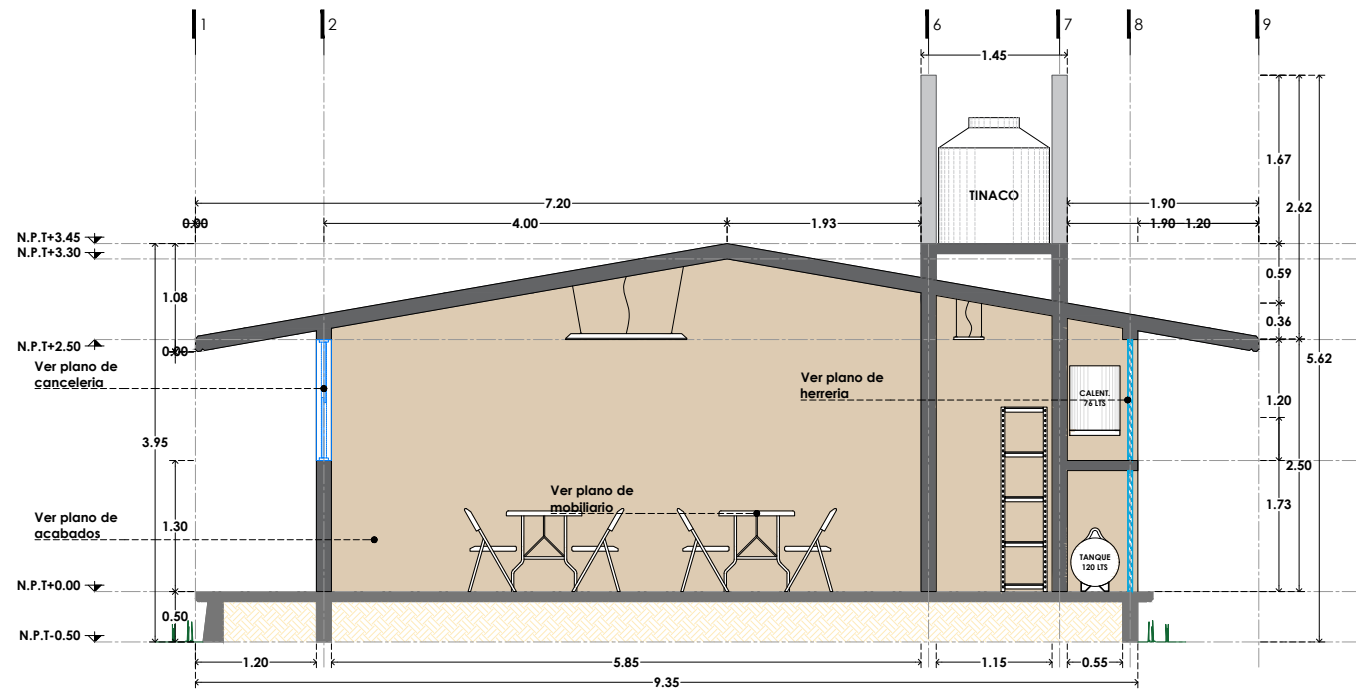 1
2
6
7
8
9
1.45
1.67
TINACO
7.20
1.90
2.62
0.00
4.00
1.93
1.90
1.20
N.P.T+3.45
N.P.T+3.30
0.59
1.08
0.36
N.P.T+2.50
0.00
5.62
Ver plano de
canceleria
Ver plano de
herreria
CALENT.
76 LTS
1.20
3.95
2.50
Ver plano de
mobiliario
1.73
Ver plano de
acabados
1.30
TANQUE
120 LTS
N.P.T+0.00
0.50
N.P.T-0.50
1.20
5.85
1.15
0.55
9.35